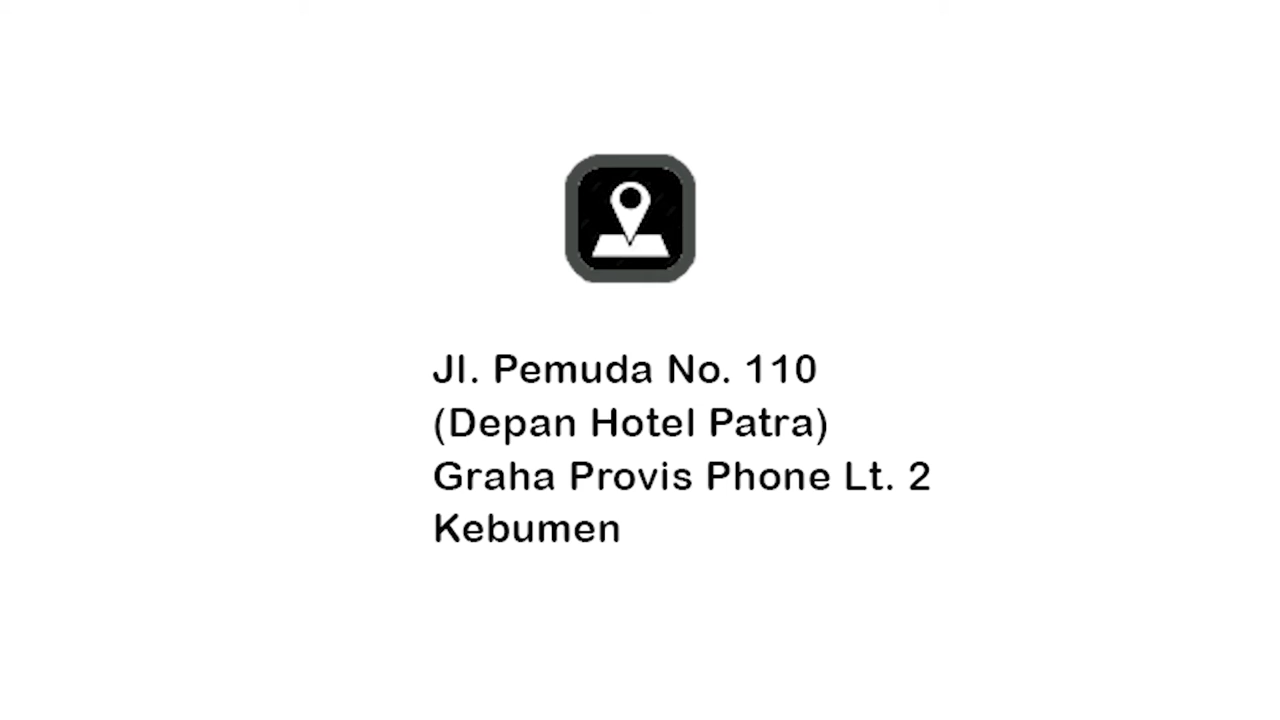 Jl. Pemuda No. 110
(Depan Hotel Patra)
Graha Provis Phone Lt. 2
Kebumen